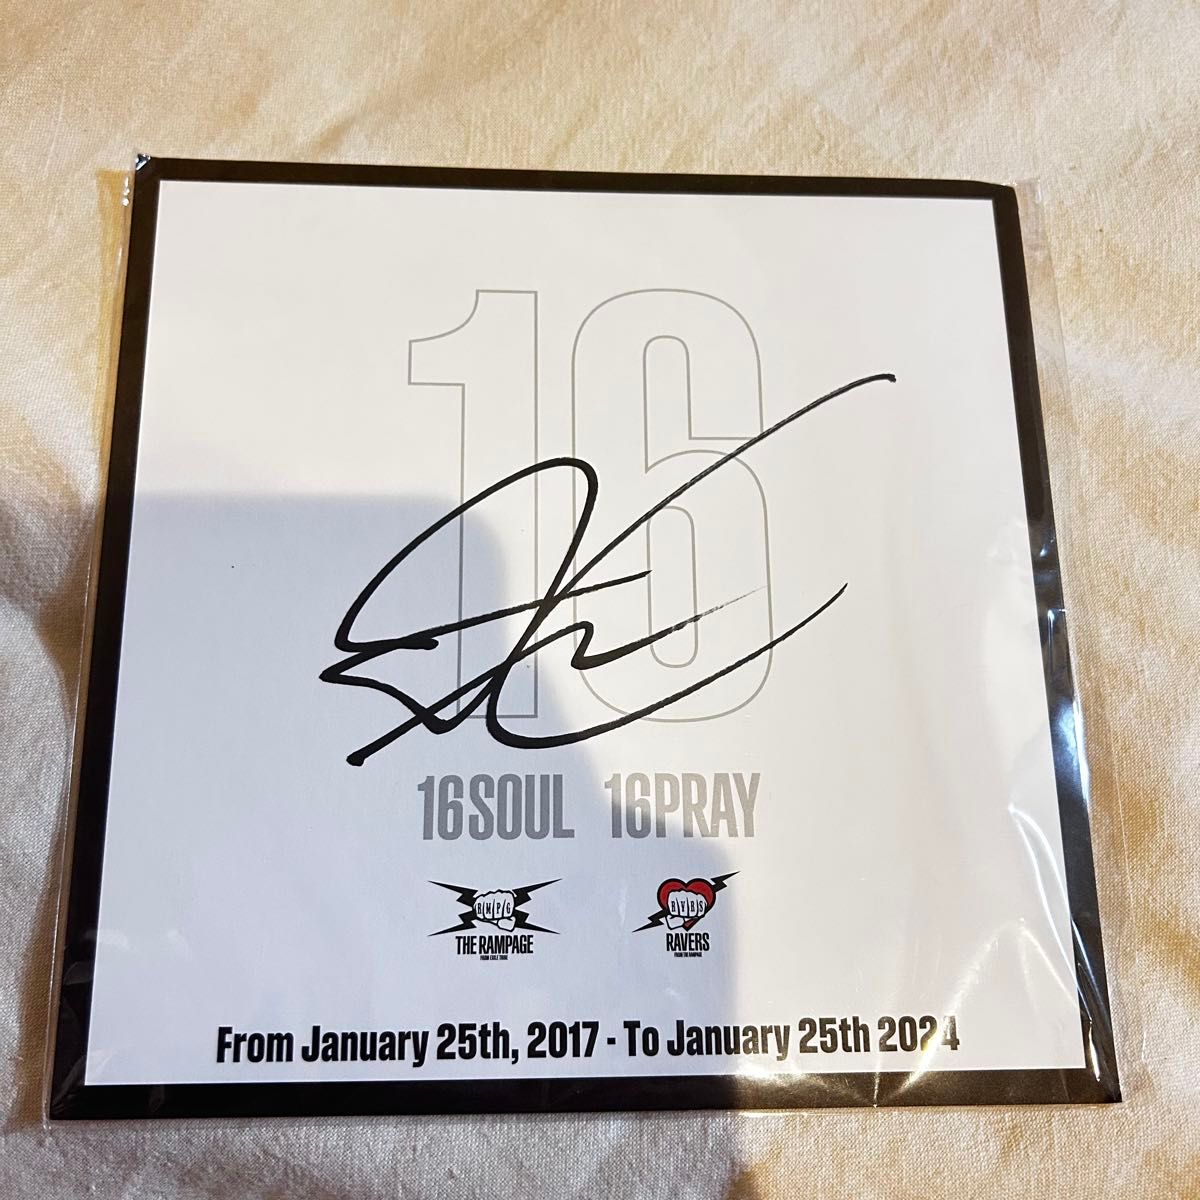 16
16SOUL 16PRAY
RMPG
THE RAMPAGE
FROM EXILE TRIBE
RVRS
RAVERS
FROM THE RAMPAGE
From January 25th, 2017 - To January 25th 2024